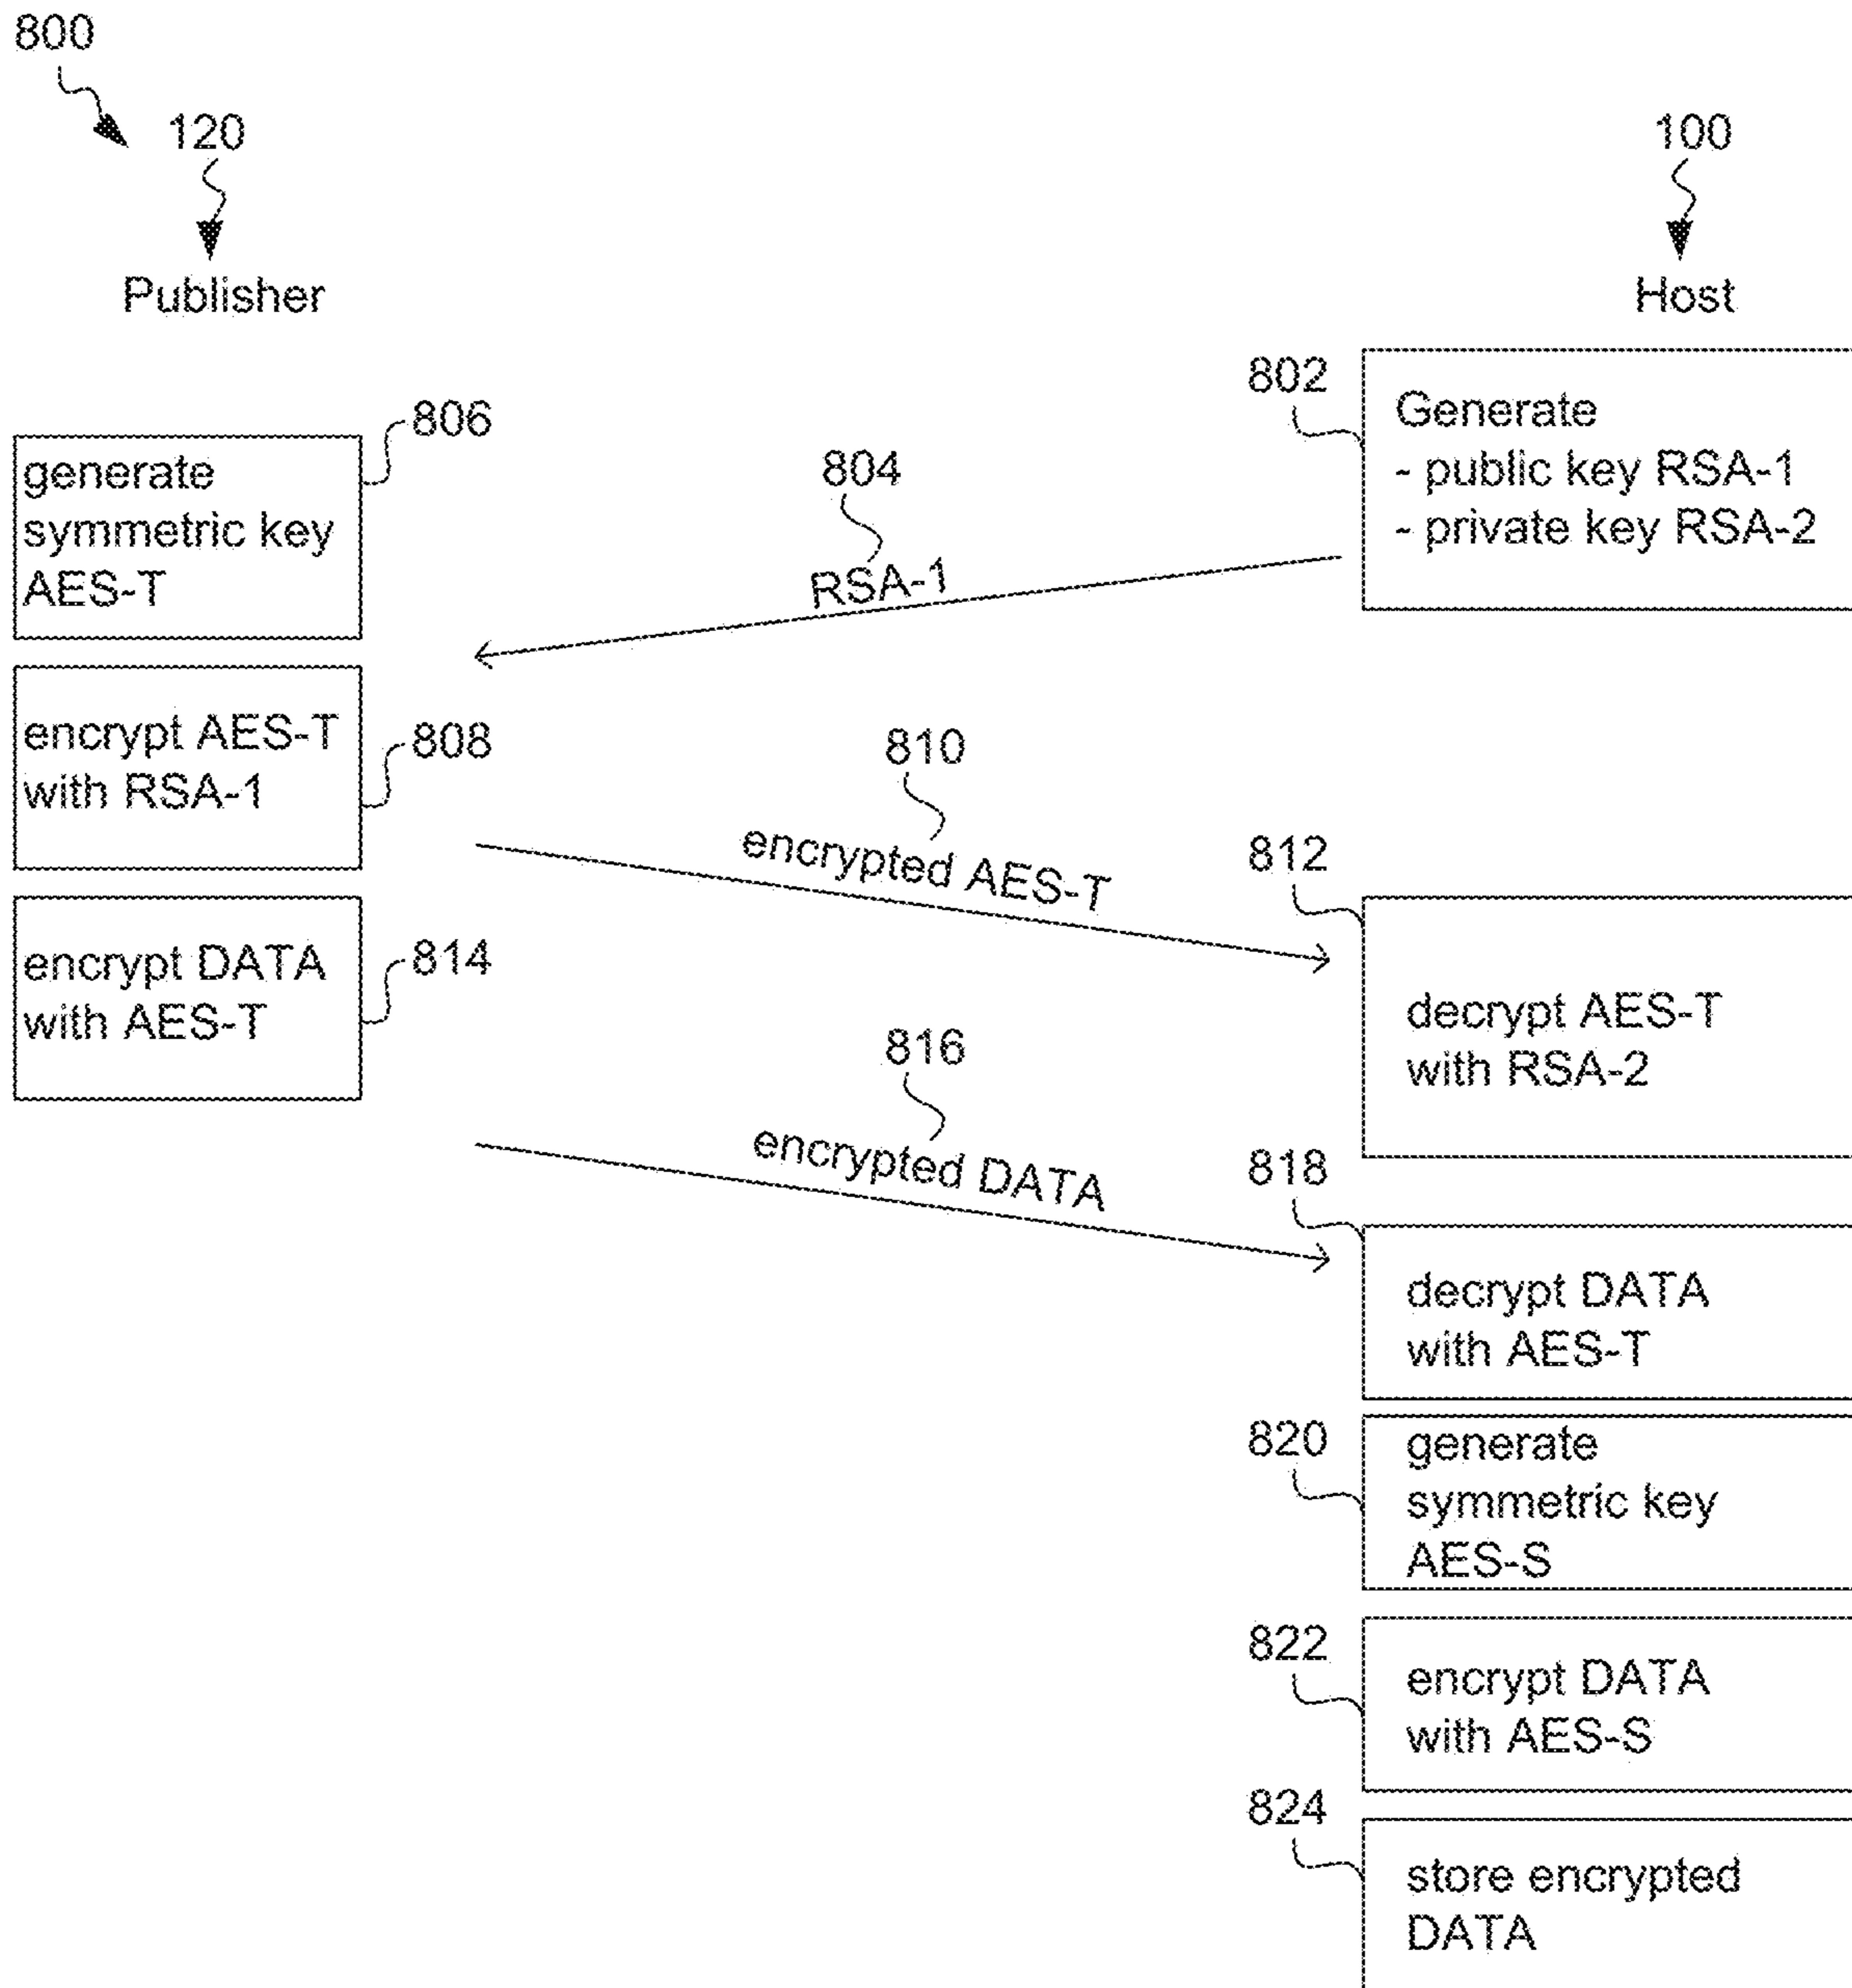 800
120
100
Publisher
Host
802
Generate
- public key RSA-1
- private key RSA-2
806
generate
symmetric key
AES-T
804
RSA-1
encrypt AES-T
with RSA-1
808
810
encrypted AES-T
812
decrypt AES-T
with RSA-2
encrypt DATA
with AES-T
814
816
encrypted DATA
818
decrypt DATA
with AES-T
820
generate
symmetric key
AES-S
822
encrypt DATA
with AES-S
824
store encrypted
DATA